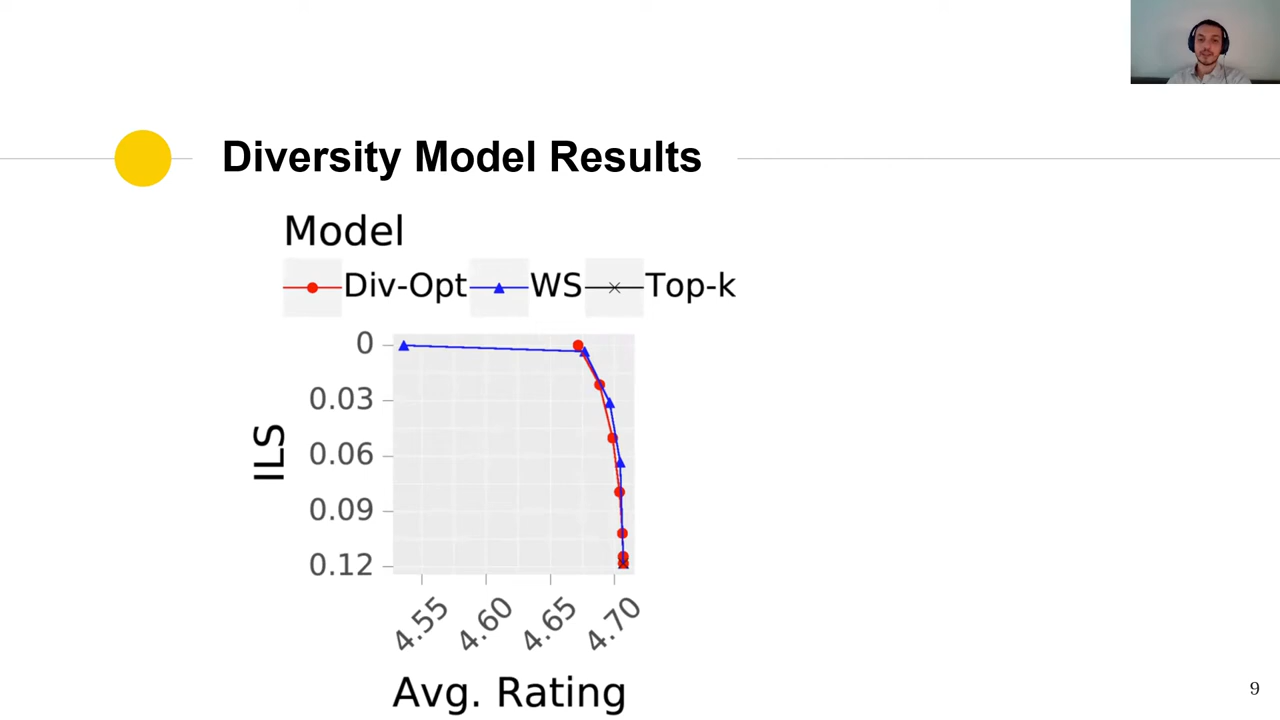 Diversity Model Results
Model
Div-Opt WS Top-k
0
0.03
0.06
0.09
0.12
ILS
4.55 4.60 4.65 4.70
Avg. Rating
9